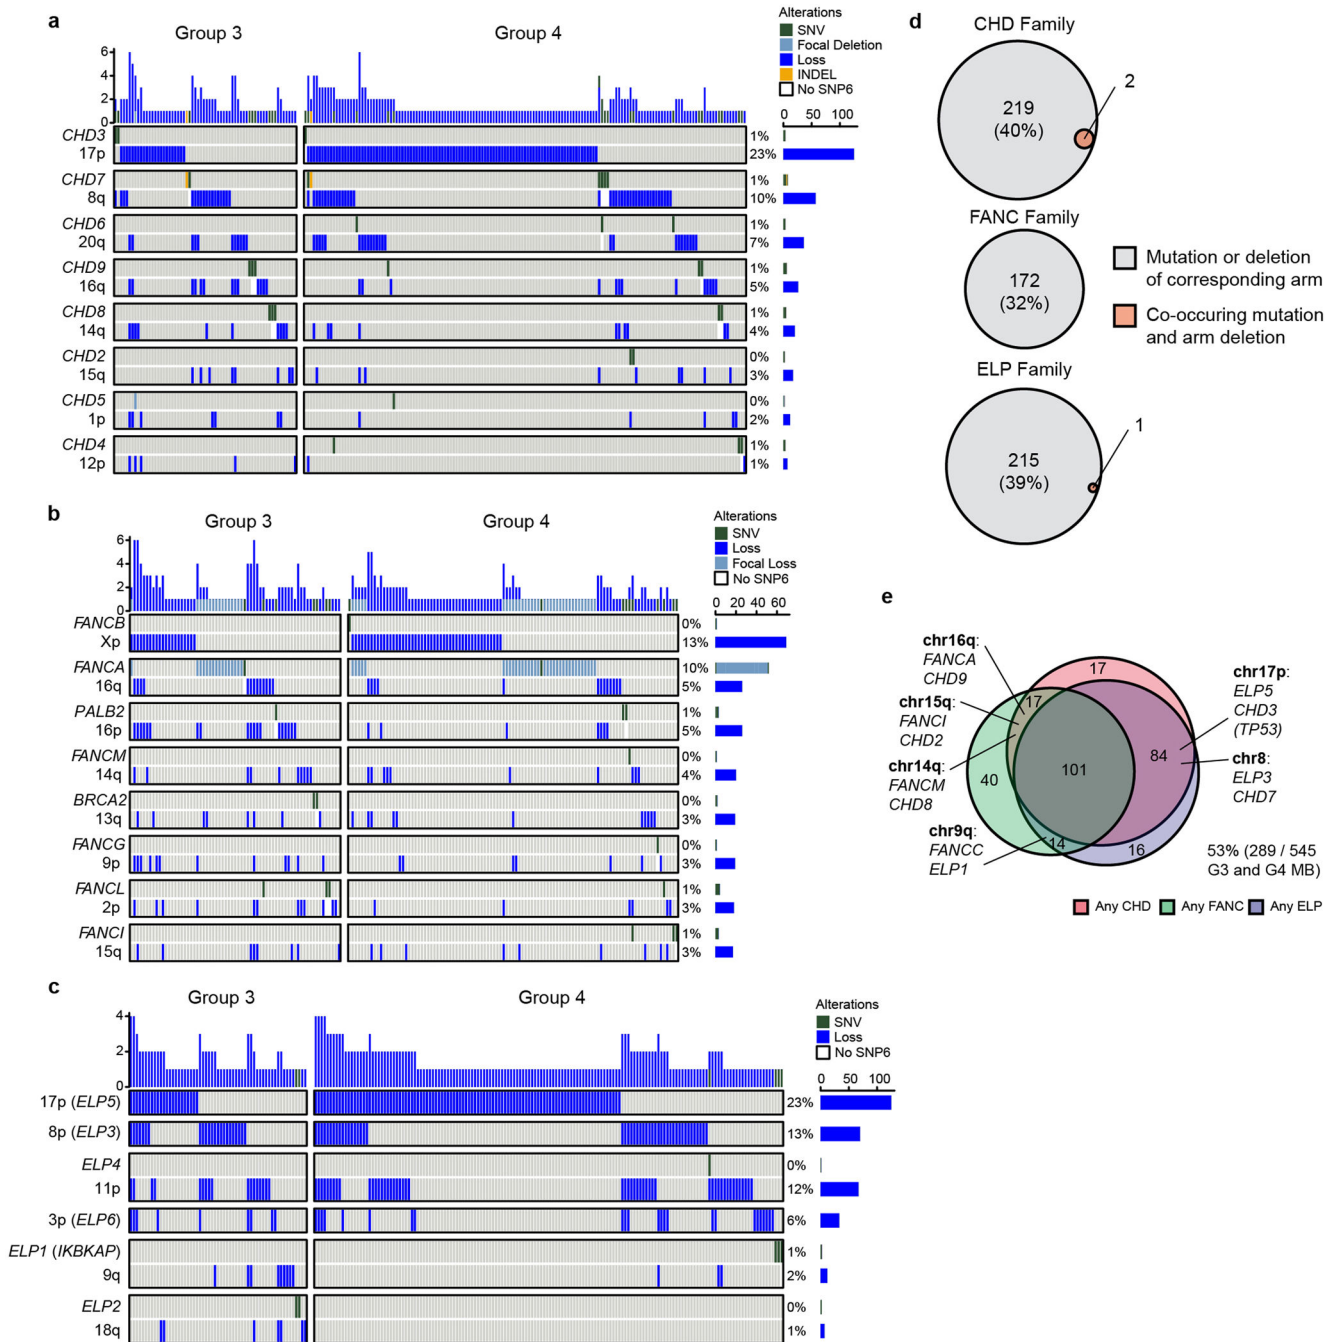 a
Group 3
Group 4
Alterations
SNV
Focal Deletion
Loss
INDEL
No SNP6
6
4
2
0
0 50 100
CHD3
1%
17p
23%
CHD7
1%
8q
10%
CHD6
1%
20q
7%
CHD9
1%
16q
5%
CHD8
1%
14q
4%
CHD2
0%
15q
3%
CHD5
0%
1p
2%
CHD4
1%
12p
1%
b
Group 3
Group 4
Alterations
SNV
Loss
Focal Loss
No SNP6
6
4
2
0
0 20 40 60
FANCB
0%
Xp
13%
FANCA
10%
16q
5%
PALB2
1%
16p
5%
FANCM
0%
14q
4%
BRCA2
0%
13q
3%
FANCG
0%
9p
3%
FANCL
1%
2p
3%
FANCI
1%
15q
3%
c
Group 3
Group 4
Alterations
SNV
Loss
No SNP6
4
2
0
0 50 100
17p (ELP5)
23%
8p (ELP3)
13%
ELP4
0%
11p
12%
3p (ELP6)
6%
ELP1 (IKBKAP)
1%
9q
2%
ELP2
0%
18q
1%
d
CHD Family
219
(40%)
2
FANC Family
172
(32%)
Mutation or deletion
of corresponding arm
Co-occuring mutation
and arm deletion
ELP Family
215
(39%)
1
e
chr16q:
FANCA
CHD9
chr15q:
FANCI
CHD2
chr14q:
FANCM
CHD8
chr9q:
FANCC
ELP1
17
17
40
101
84
14
16
chr17p:
ELP5
CHD3
(TP53)
chr8:
ELP3
CHD7
53% (289 / 545
G3 and G4 MB)
Any CHD
Any FANC
Any ELP